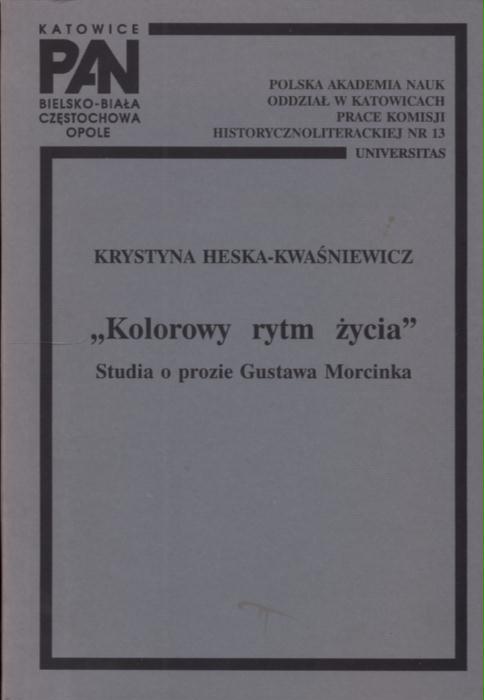 KATOWICE
PAN
BIELSKO-BIAŁA
CZĘSTOCHOWA
OPOLE
POLSKA AKADEMIA NAUK
ODDZIAŁ W KATOWICACH
PRACE KOMISJI
HISTORYCZNOLITERACKIEJ NR 13
UNIVERSITAS
KRYSTYNA HESKA-KWAŚNIEWICZ
„Kolorowy rytm życia”
Studia o prozie Gustawa Morcinka